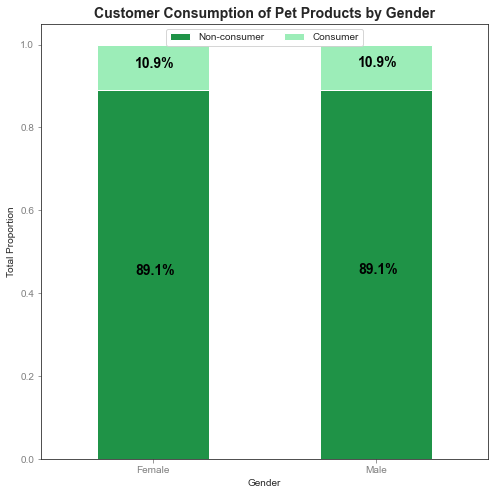 Customer Consumption of Pet Products by Gender
Non-consumer Consumer
1.0
0.8
0.6
0.4
0.2
0.0
Total Proportion
10.9% 10.9%
89.1% 89.1%
Female Male
Gender